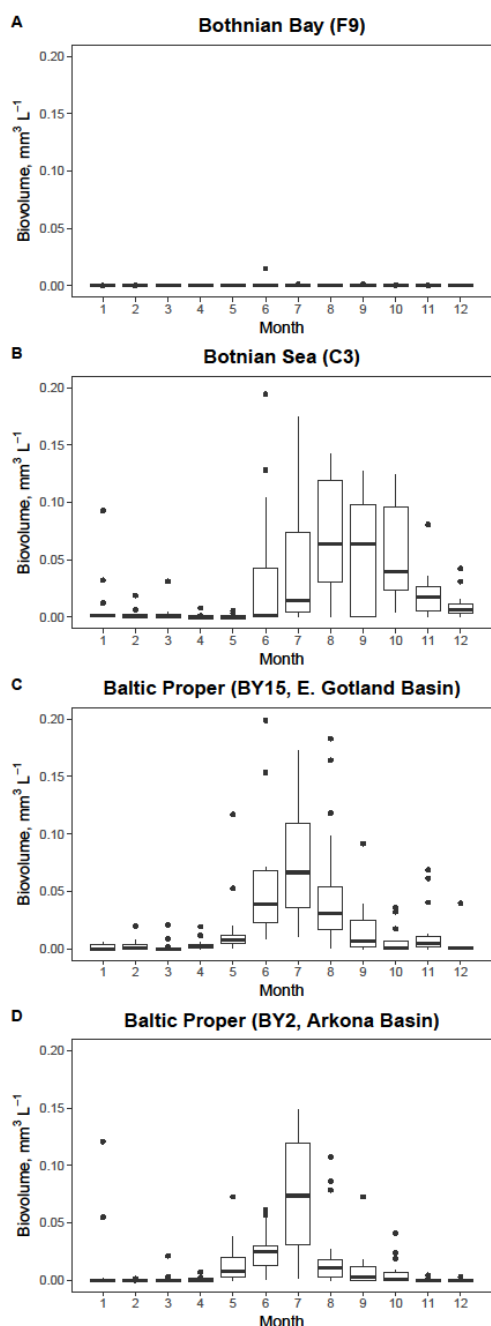 A
Bothnian Bay (F9)
Biovolume, mm³ L⁻¹
0.20
0.15
0.10
0.05
0.00
1 2 3 4 5 6 7 8 9 10 11 12
Month
B
Botnian Sea (C3)
Biovolume, mm³ L⁻¹
0.20
0.15
0.10
0.05
0.00
1 2 3 4 5 6 7 8 9 10 11 12
Month
C
Baltic Proper (BY15, E. Gotland Basin)
Biovolume, mm³ L⁻¹
0.20
0.15
0.10
0.05
0.00
1 2 3 4 5 6 7 8 9 10 11 12
Month
D
Baltic Proper (BY2, Arkona Basin)
Biovolume, mm³ L⁻¹
0.20
0.15
0.10
0.05
0.00
1 2 3 4 5 6 7 8 9 10 11 12
Month